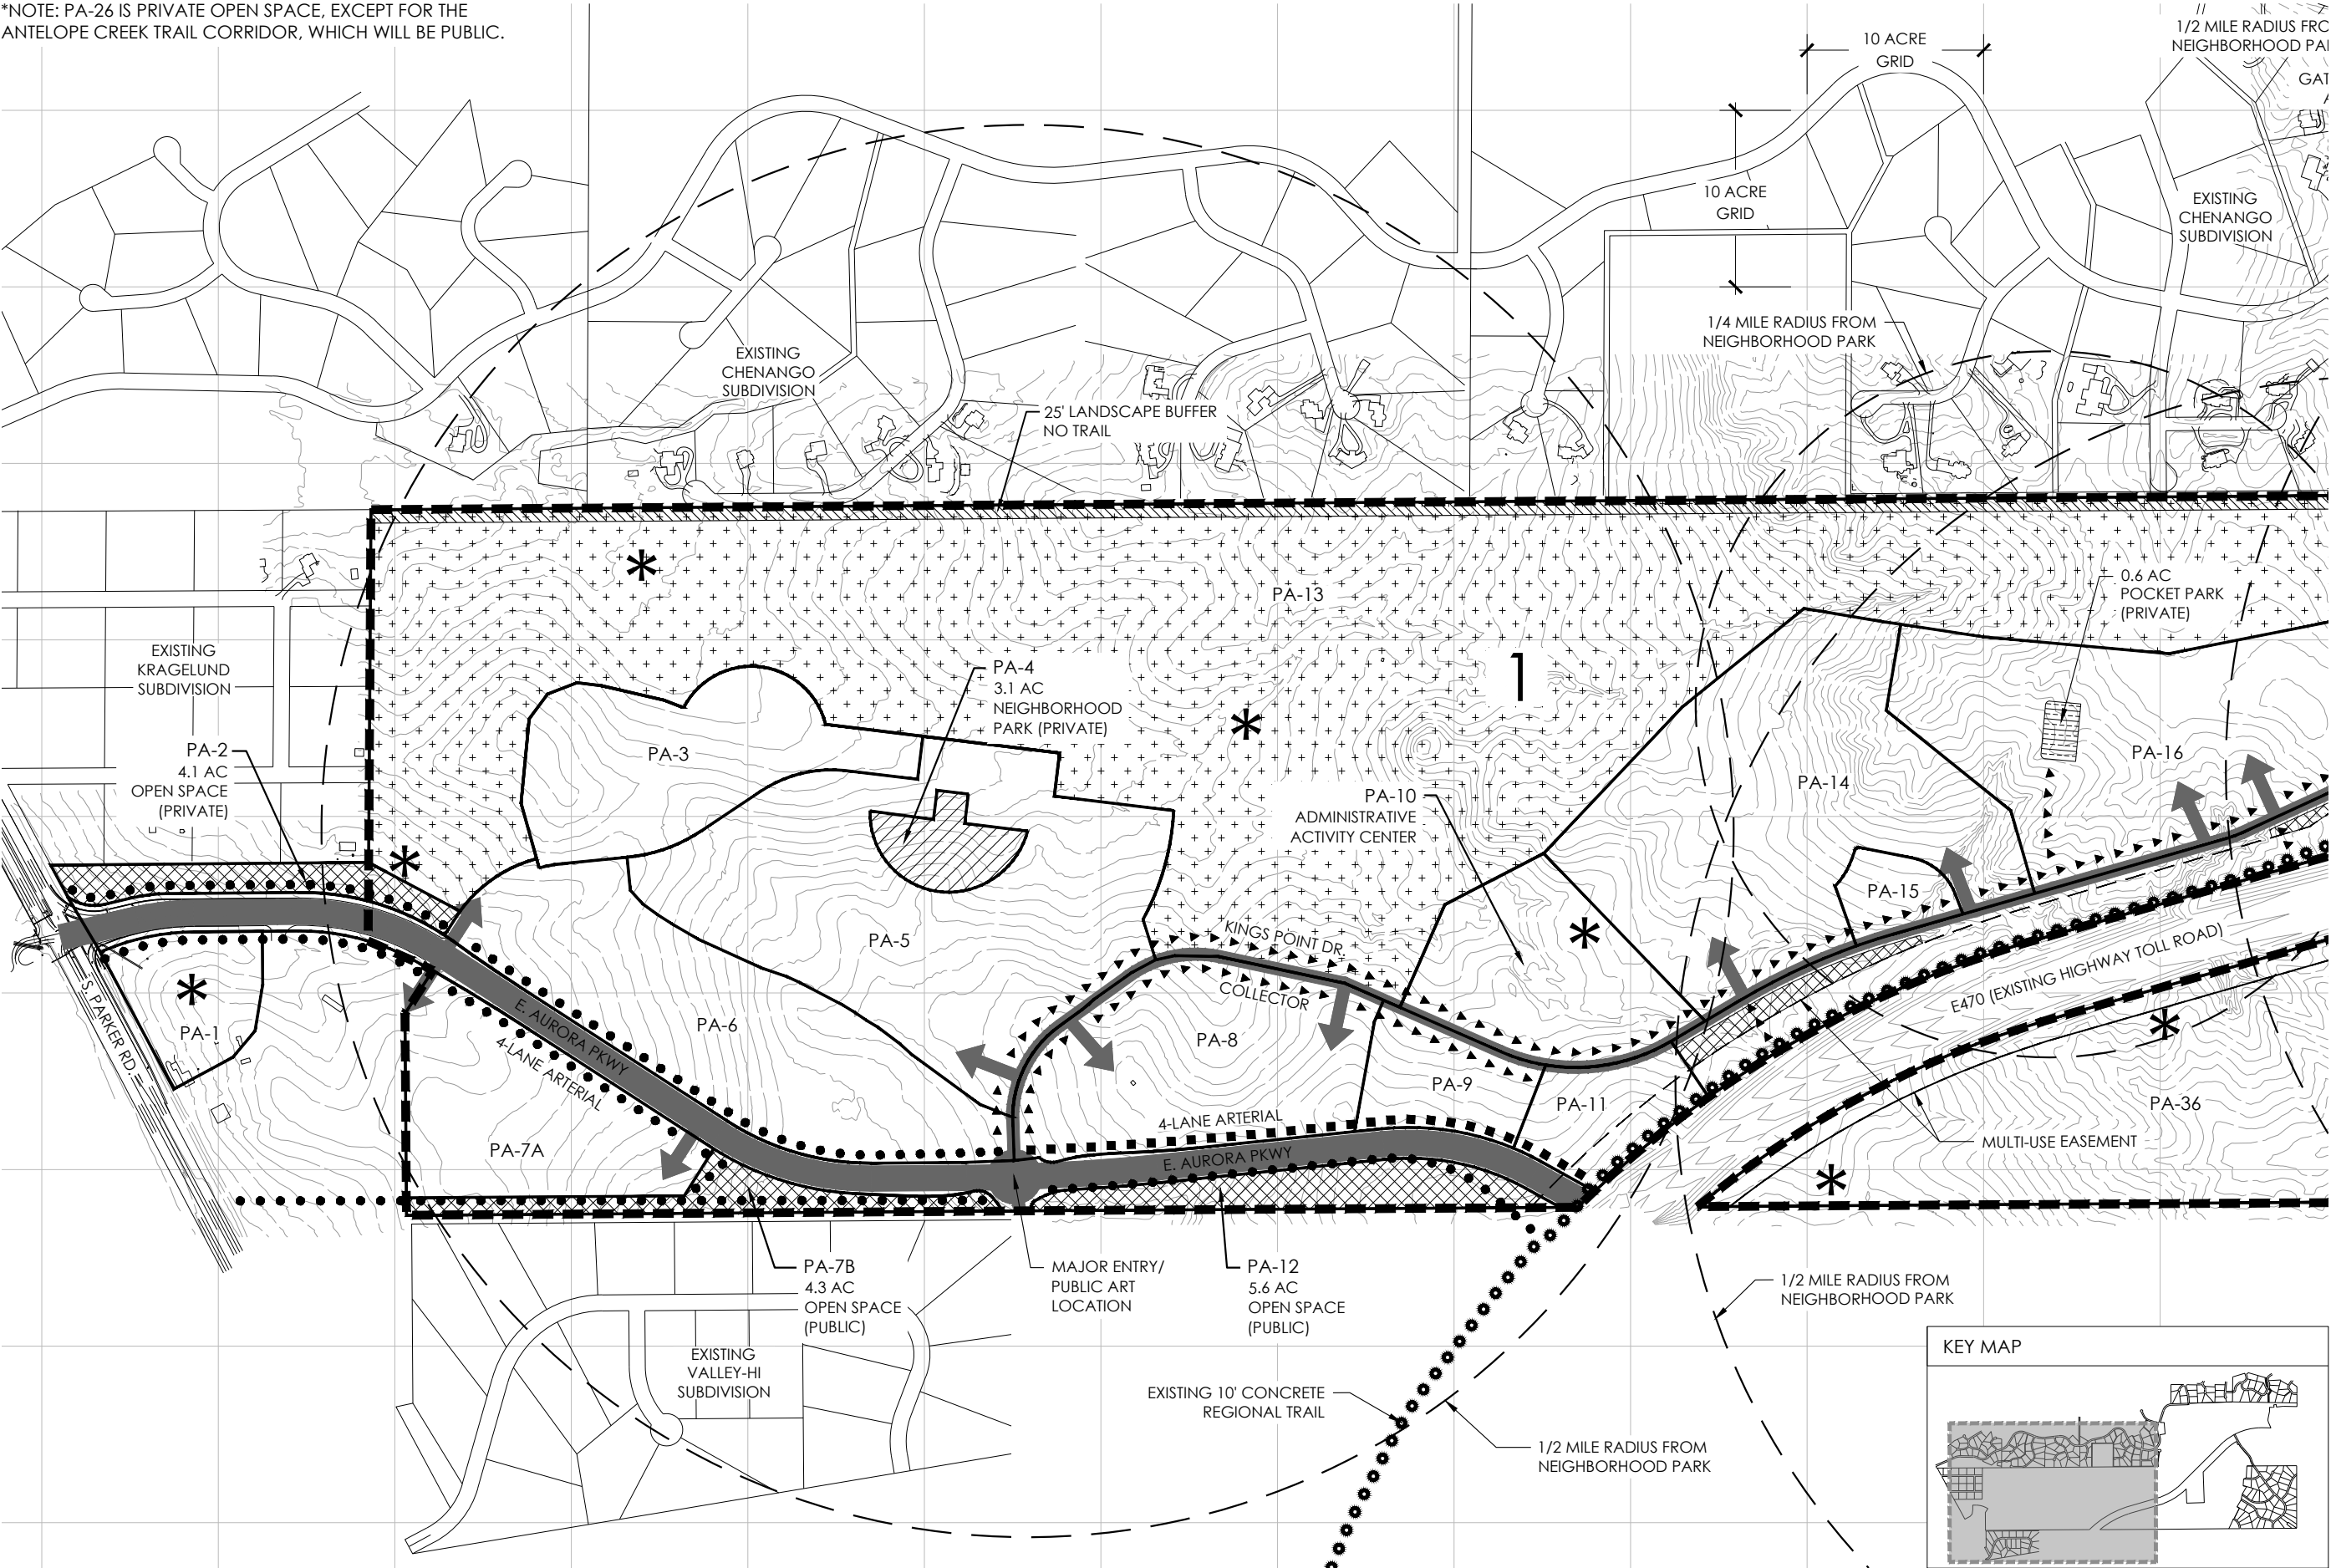 *NOTE: PA-26 IS PRIVATE OPEN SPACE, EXCEPT FOR THE
ANTELOPE CREEK TRAIL CORRIDOR, WHICH WILL BE PUBLIC.
10 ACRE
GRID
1/2 MILE RADIUS
NEIGHBORHOOD
10 ACRE
GRID
EXISTING
CHENANGO
SUBDIVISION
1/4 MILE RADIUS FROM
NEIGHBORHOOD PARK
EXISTING
CHENANGO
SUBDIVISION
25' LANDSCAPE BUFFER
NO TRAIL
PA-13
0.6 AC
POCKET PARK
(PRIVATE)
EXISTING
KRAGELUND
SUBDIVISION
1
PA-4
3.1 AC
NEIGHBORHOOD
PARK (PRIVATE)
PA-3
PA-2
4.1 AC
OPEN SPACE
(PRIVATE)
PA-16
PA-14
PA-10
ADMINISTRATIVE
ACTIVITY CENTER
PA-15
PA-5
KINGS POINT DR.
COLLECTOR
E470 (EXISTING HIGHWAY TOLL ROAD)
S. PARKER RD.
PA-1
E. AURORA PKWY
4-LANE ARTERIAL
PA-6
PA-8
PA-9
PA-11
PA-36
4-LANE ARTERIAL
E. AURORA PKWY
PA-7A
MULTI-USE EASEMENT
PA-7B
4.3 AC
OPEN SPACE
(PUBLIC)
MAJOR ENTRY/
PUBLIC ART
LOCATION
PA-12
5.6 AC
OPEN SPACE
(PUBLIC)
1/2 MILE RADIUS FROM
NEIGHBORHOOD PARK
EXISTING
VALLEY-HI
SUBDIVISION
KEY MAP
EXISTING 10' CONCRETE
REGIONAL TRAIL
1/2 MILE RADIUS FROM
NEIGHBORHOOD PARK